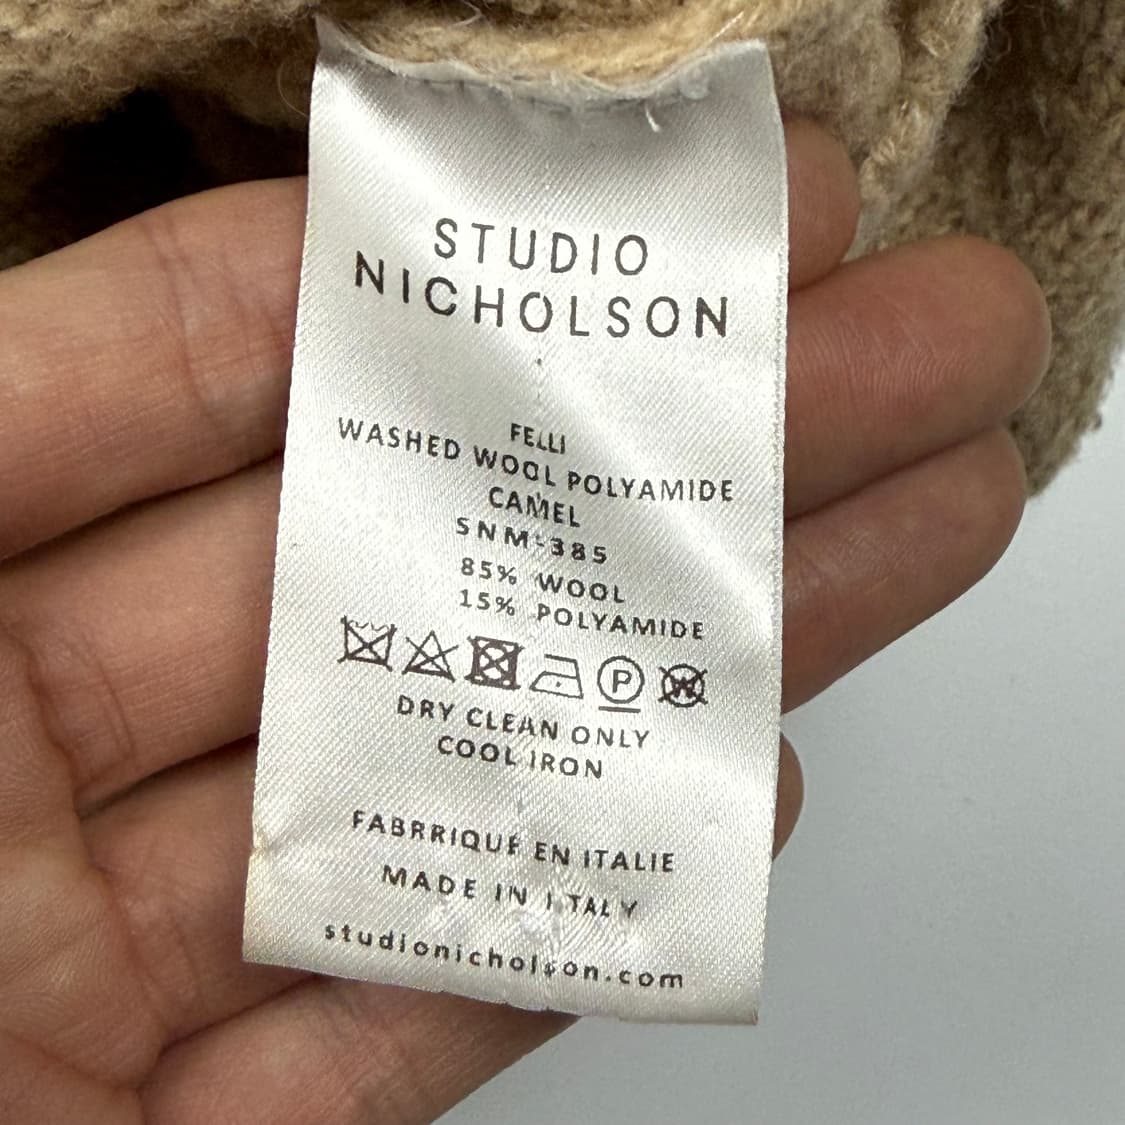 STUDIO
NICHOLSON
FELLI
WASHED WOOL POLYAMIDE
CAMEL
SNM-385
85% WOOL
15% POLYAMIDE
P W
DRY CLEAN ONLY
COOL IRON
FABRRIQUE EN ITALIE
MADE IN ITALY
studionicholson.com